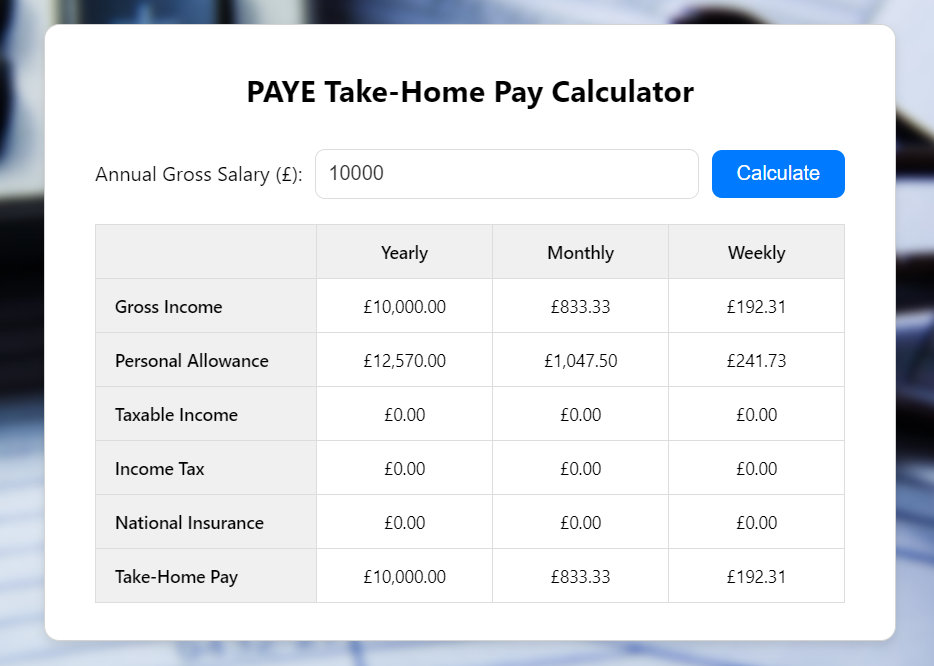 PAYE Take-Home Pay Calculator
Annual Gross Salary (£): 10000 Calculate
Yearly Monthly Weekly
Gross Income £10,000.00 £833.33 £192.31
Personal Allowance £12,570.00 £1,047.50 £241.73
Taxable Income £0.00 £0.00 £0.00
Income Tax £0.00 £0.00 £0.00
National Insurance £0.00 £0.00 £0.00
Take-Home Pay £10,000.00 £833.33 £192.31